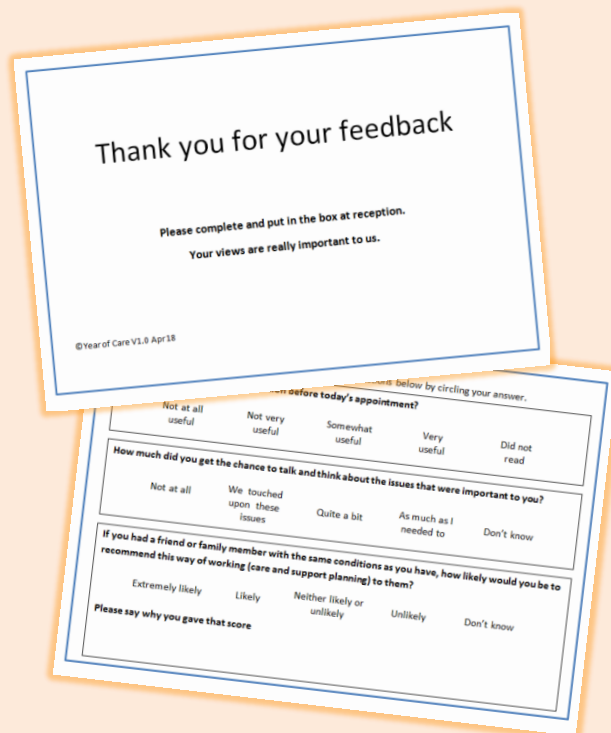 Thank you for your feedback
Please complete and put in the box at reception.
Your views are really important to us.
©Year of Care V1.0 Apr 18
below by circling your answer.
before today's appointment?
Not at all useful
Not very useful
Somewhat useful
Very useful
Did not read
How much did you get the chance to talk and think about the issues that were important to you?
Not at all
We touched upon these issues
Quite a bit
As much as I needed to
Don't know
If you had a friend or family member with the same conditions as you have, how likely would you be to
recommend this way of working (care and support planning) to them?
Extremely likely
Likely
Neither likely or unlikely
Unlikely
Don't know
Please say why you gave that score